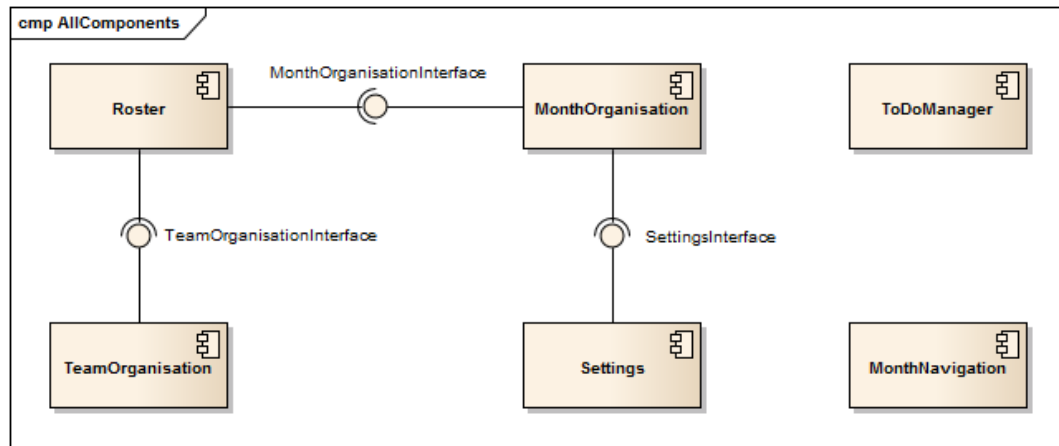 cmp AllComponents
MonthOrganisationInterface
Roster
MonthOrganisation
ToDoManager
TeamOrganisationInterface
SettingsInterface
TeamOrganisation
Settings
MonthNavigation